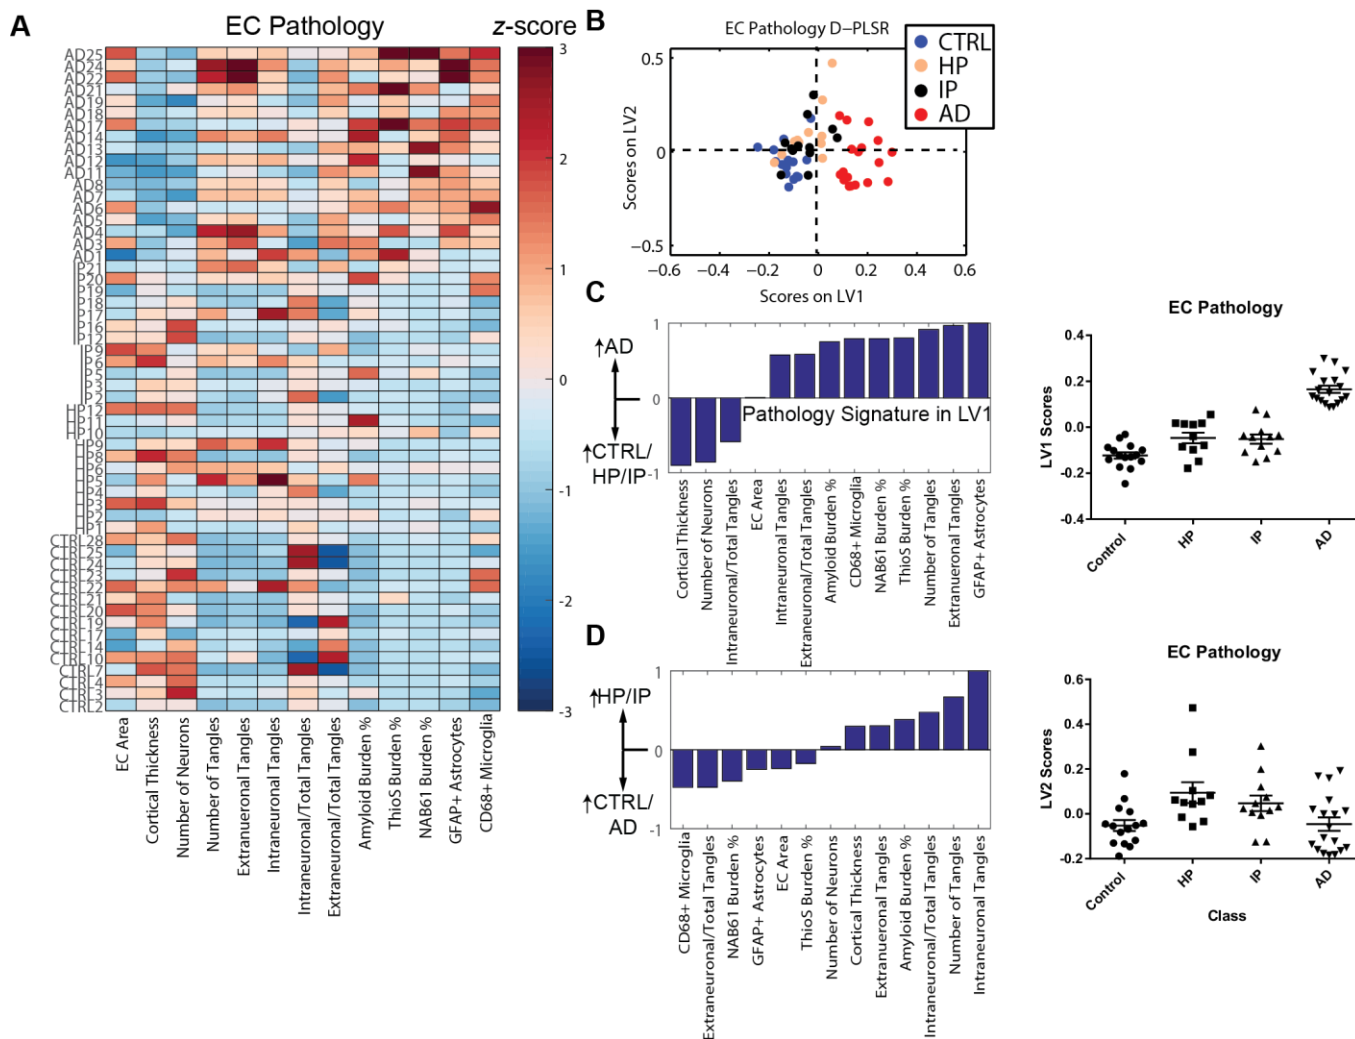 A
EC Pathology
z-score
AD25
AD24
AD22
AD21
AD19
AD18
AD17
AD14
AD13
AD12
AD11
AD8
AD7
AD6
AD5
AD4
AD3
AD1
IP21
IP20
IP19
IP18
IP17
IP16
IP12
IP9
IP6
IP5
IP3
IP2
HP12
HP11
HP10
HP9
HP8
HP6
HP5
HP4
HP3
HP2
HP1
CTRL28
CTRL25
CTRL24
CTRL23
CTRL22
CTRL21
CTRL20
CTRL19
CTRL17
CTRL14
CTRL10
CTRL7
CTRL4
CTRL3
CTRL2
3
2
1
0
-1
-2
-3
EC Area
Cortical Thickness
Number of Neurons
Number of Tangles
Extranueronal Tangles
Intraneuronal Tangles
Intraneuronal/Total Tangles
Extraneuronal/Total Tangles
Amyloid Burden %
ThioS Burden %
NAB61 Burden %
GFAP+ Astrocytes
CD68+ Microglia
B
EC Pathology D-PLSR
CTRL
HP
IP
AD
Scores on LV2
0.5
0
−0.5
−0.6
−0.4
−0.2
0
0.2
0.4
0.6
Scores on LV1
C
↑AD
↑CTRL/
HP/IP
1
0
-1
Pathology Signature in LV1
Cortical Thickness
Number of Neurons
Intraneuronal/Total Tangles
EC Area
Intraneuronal Tangles
Extraneuronal/Total Tangles
Amyloid Burden %
CD68+ Microglia
NAB61 Burden %
ThioS Burden %
Number of Tangles
Extranueronal Tangles
GFAP+ Astrocytes
EC Pathology
LV1 Scores
0.4
0.2
0.0
-0.2
-0.4
Control
HP
IP
AD
D
↑HP/IP
↑CTRL/
AD
1
0
-1
CD68+ Microglia
Extraneuronal/Total Tangles
NAB61 Burden %
GFAP+ Astrocytes
EC Area
ThioS Burden %
Number of Neurons
Cortical Thickness
Extranueronal Tangles
Amyloid Burden %
Intraneuronal/Total Tangles
Number of Tangles
Intraneuronal Tangles
EC Pathology
LV2 Scores
0.6
0.4
0.2
0.0
-0.2
Control
HP
IP
AD
Class